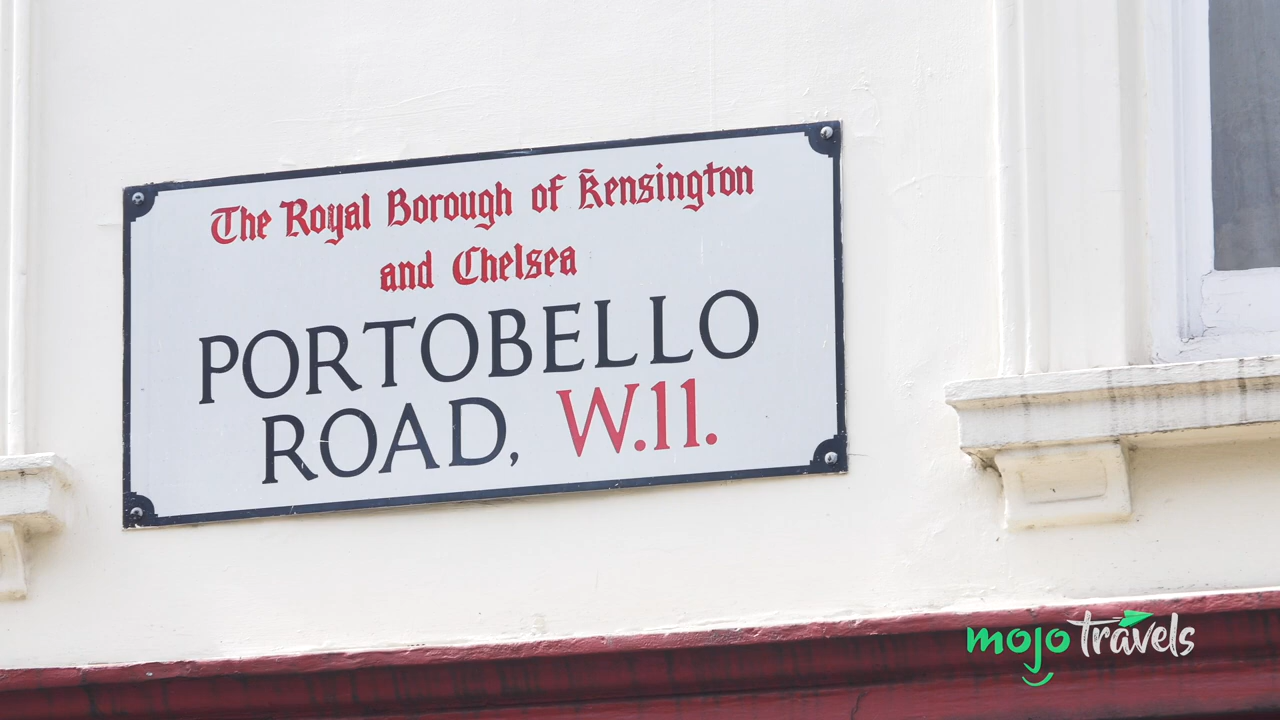 The Royal Borough of Kensington
and Chelsea
PORTOBELLO
ROAD, W.11.
mojo travels